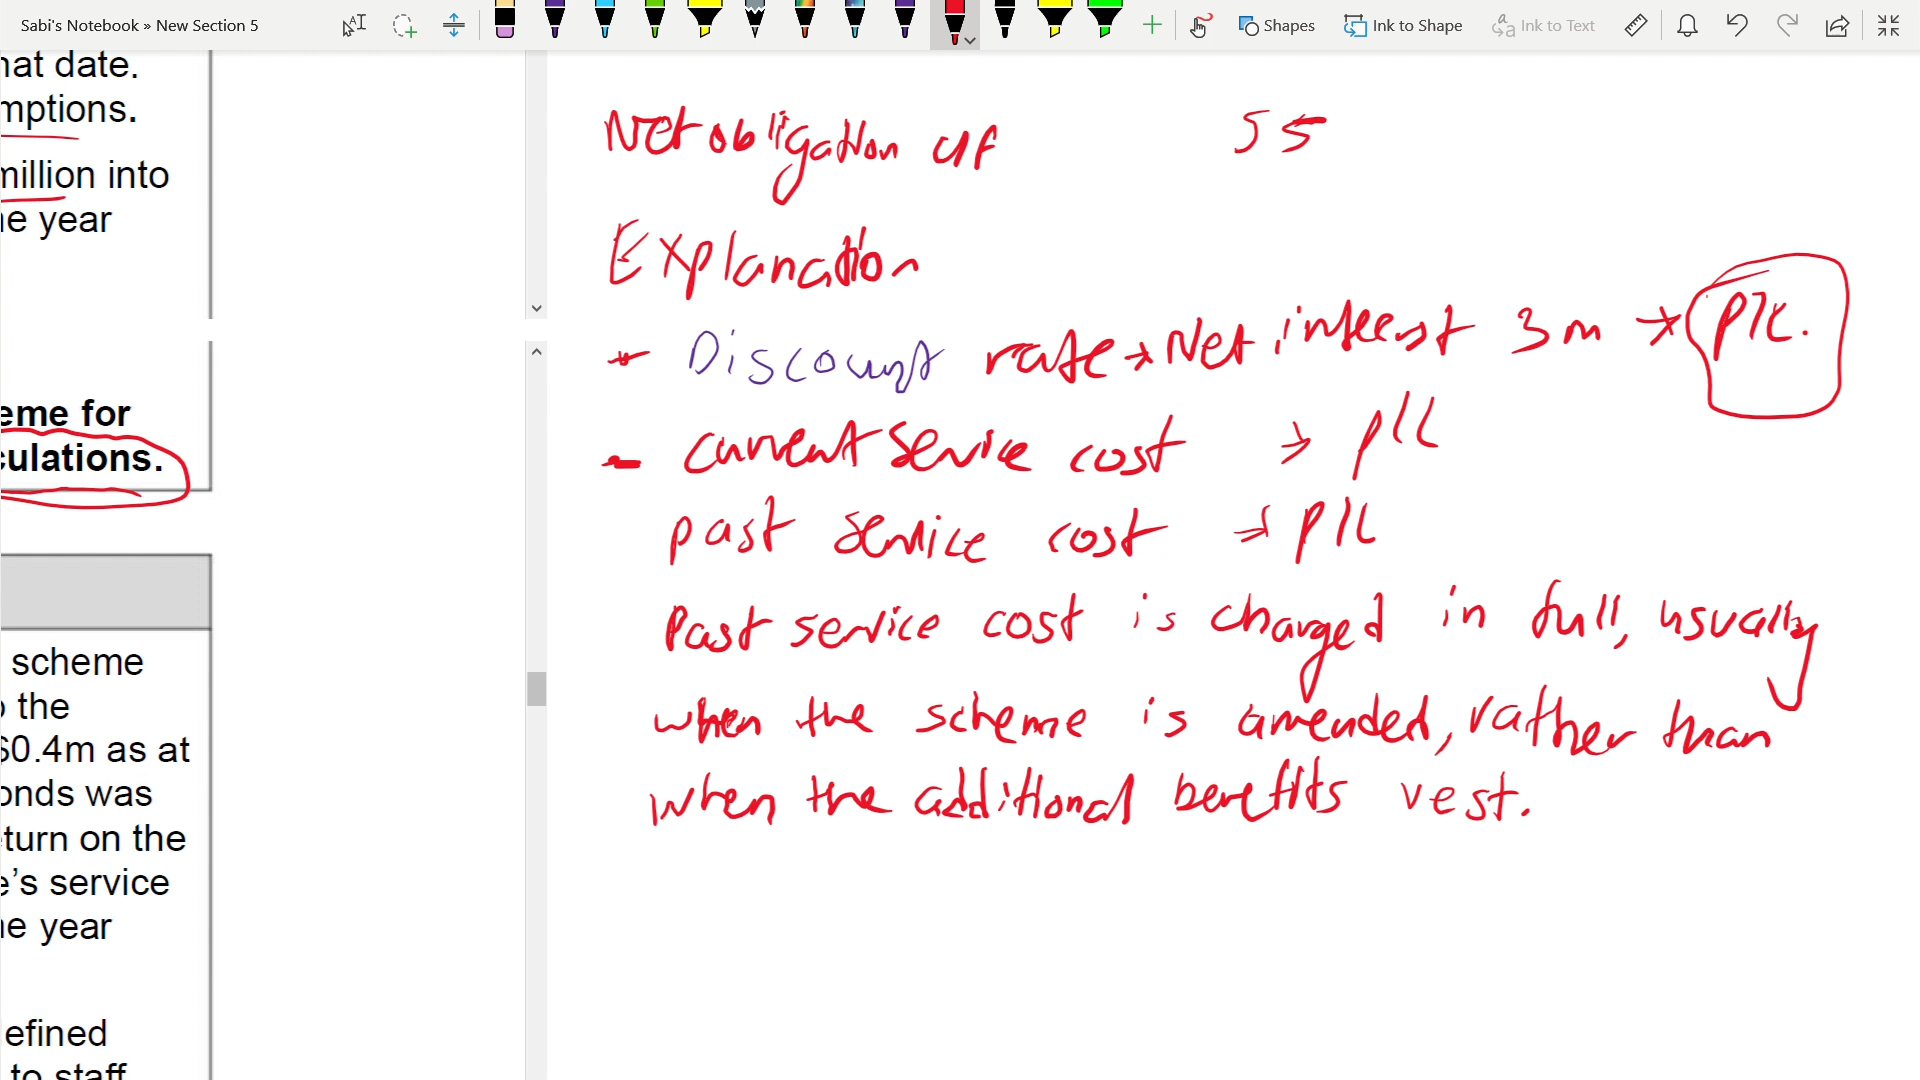 Sabi's Notebook » New Section 5
Shapes
Ink to Shape
Ink to Text
hat date.
mptions.
million into
he year
eme for
culations.
scheme
the
$0.4m as at
onds was
eturn on the
e's service
he year
efined
to staff
Net obligation c/f 55
Explanation
- Discount rate → Net interest 3m → P/L.
- current service cost → P/L
past service cost → P/L
Past service cost is charged in full, usually
when the scheme is amended, rather than
when the additional benefits vest.